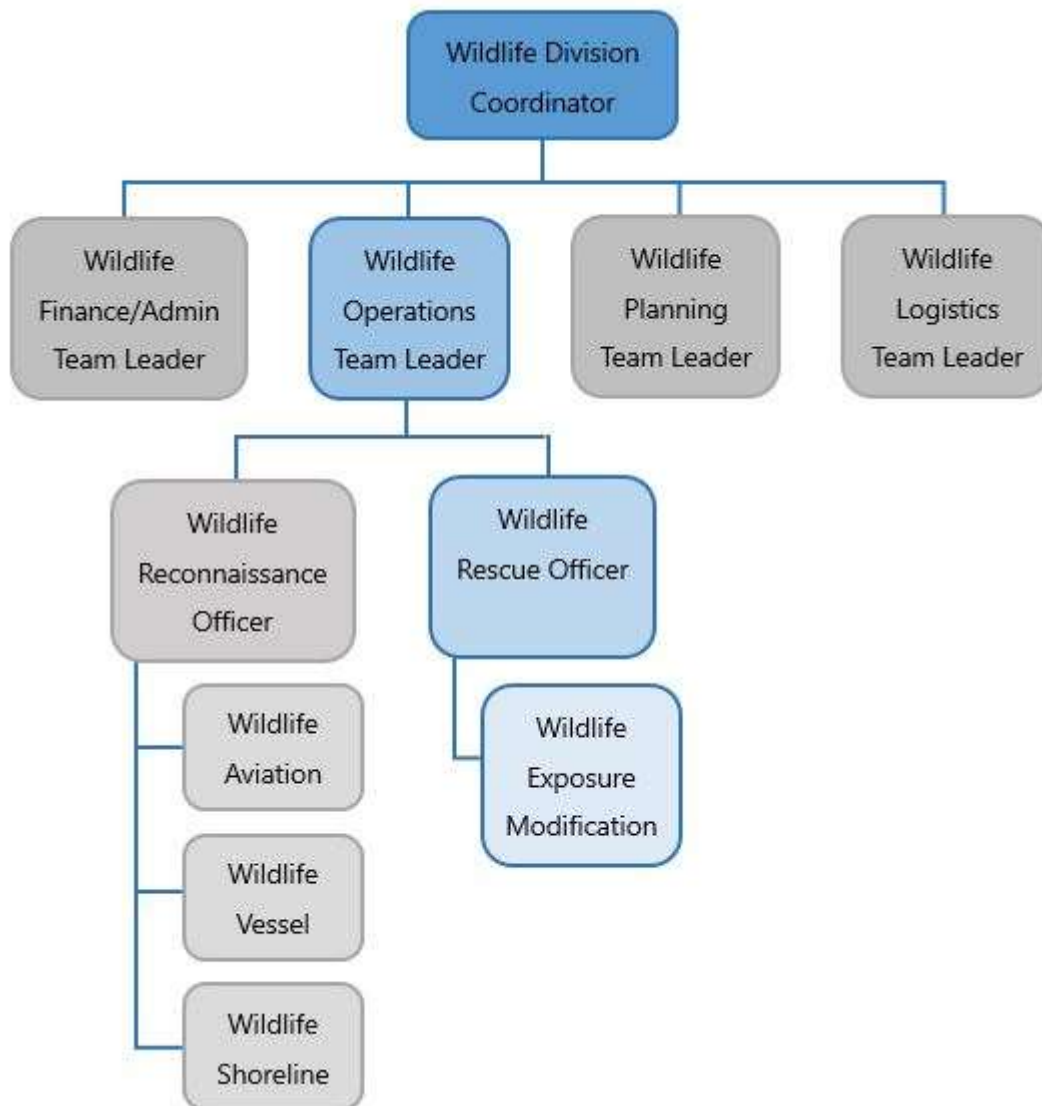 Wildlife Division
Coordinator
Wildlife
Finance/Admin
Team Leader
Wildlife
Operations
Team Leader
Wildlife
Planning
Team Leader
Wildlife
Logistics
Team Leader
Wildlife
Reconnaissance
Officer
Wildlife
Rescue Officer
Wildlife
Aviation
Wildlife
Vessel
Wildlife
Shoreline
Wildlife
Exposure
Modification